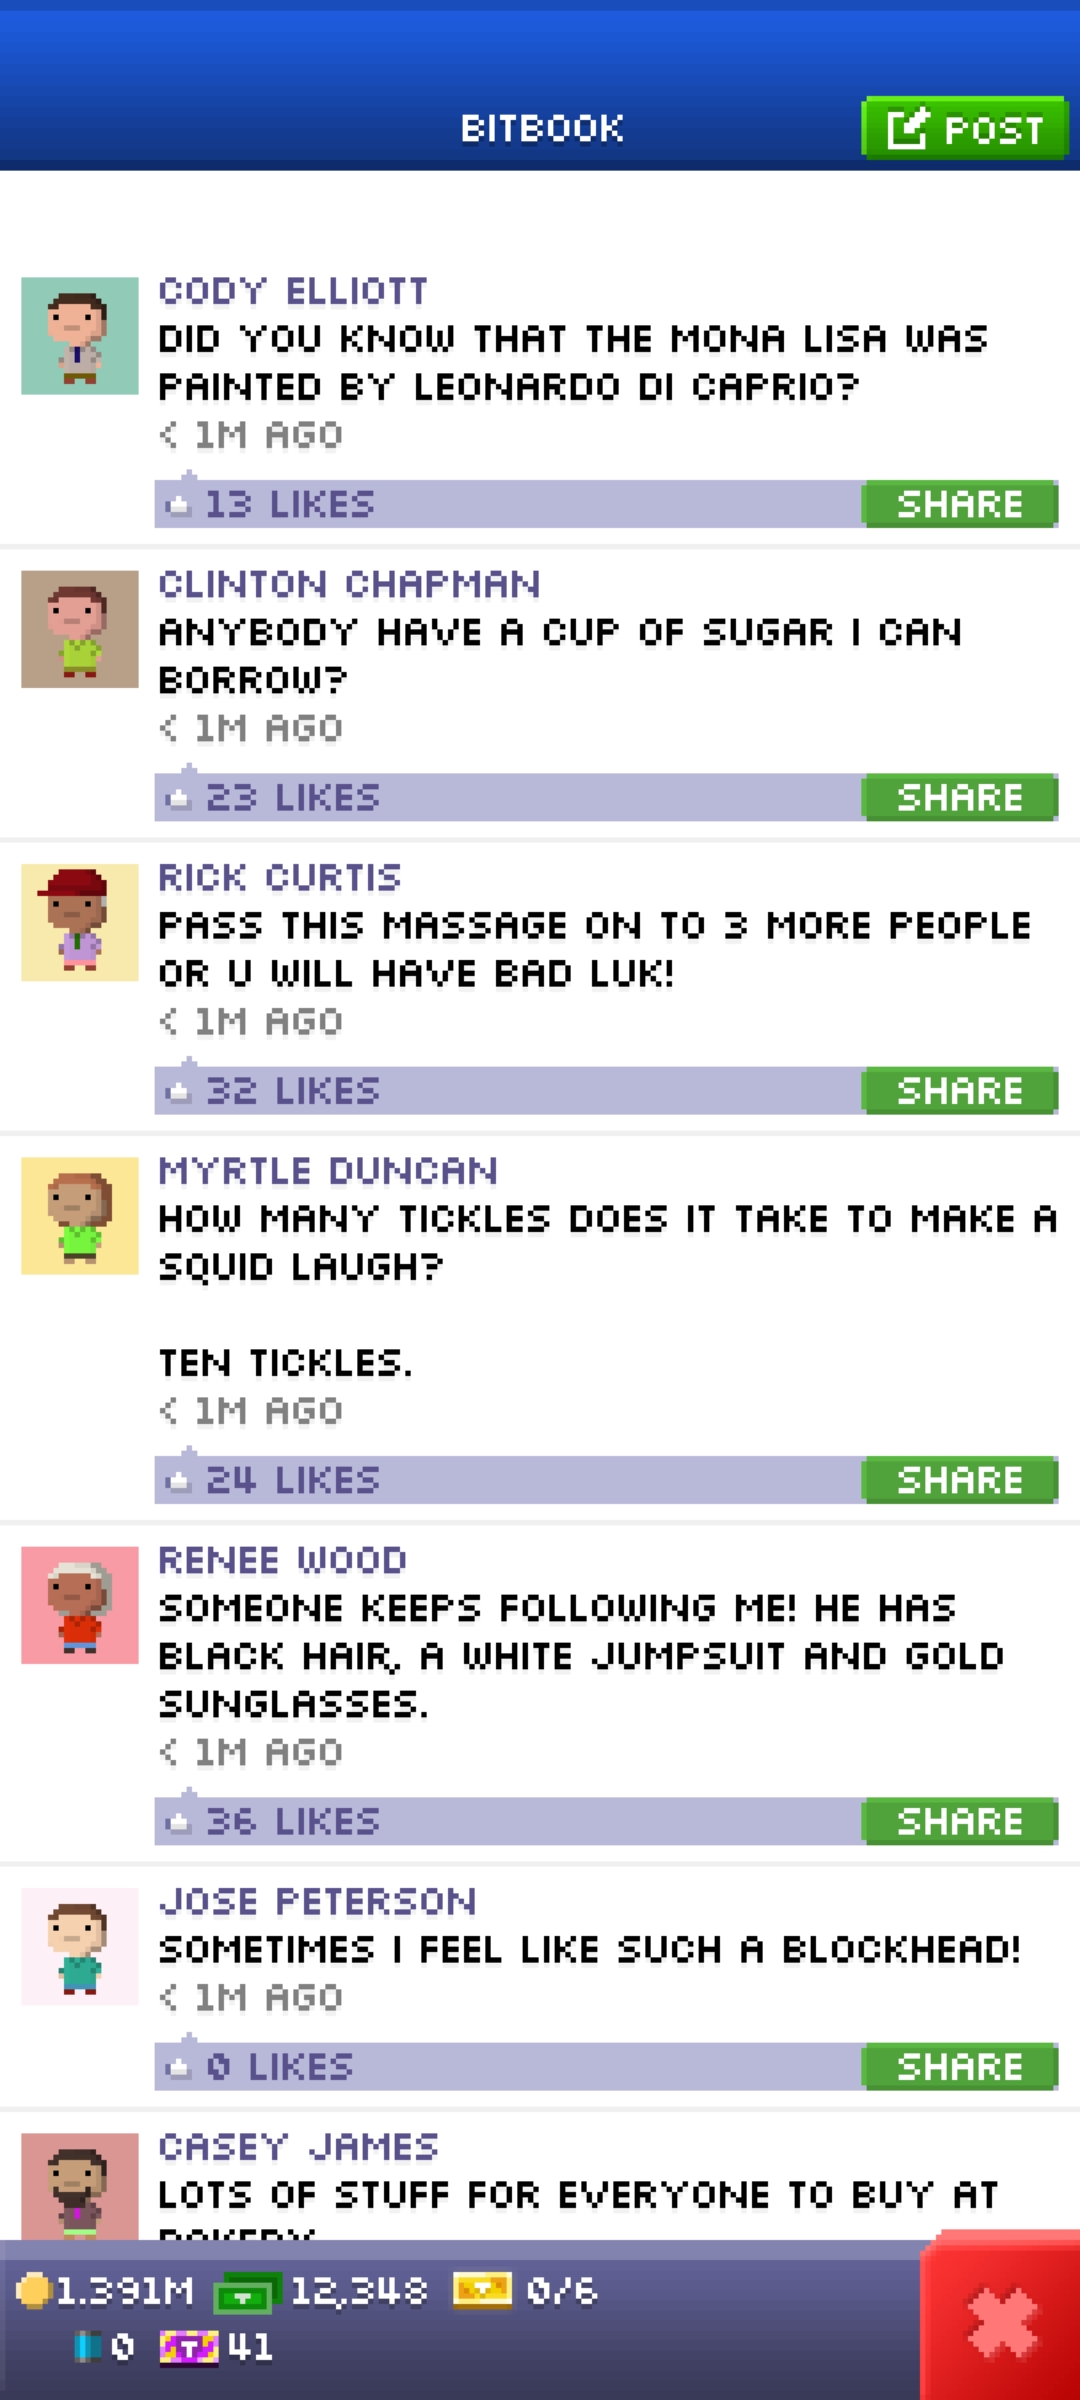 BITBOOK
POST
CODY ELLIOTT
DID YOU KNOW THAT THE MONA LISA WAS
PAINTED BY LEONARDO DI CAPRIO?
< 1M AGO
13 LIKES
SHARE
CLINTON CHAPMAN
ANYBODY HAVE A CUP OF SUGAR I CAN
BORROW?
< 1M AGO
23 LIKES
SHARE
RICK CURTIS
PASS THIS MASSAGE ON TO 3 MORE PEOPLE
OR U WILL HAVE BAD LUK!
< 1M AGO
32 LIKES
SHARE
MYRTLE DUNCAN
HOW MANY TICKLES DOES IT TAKE TO MAKE A
SQUID LAUGH?
TEN TICKLES.
< 1M AGO
24 LIKES
SHARE
RENEE WOOD
SOMEONE KEEPS FOLLOWING ME! HE HAS
BLACK HAIR, A WHITE JUMPSUIT AND GOLD
SUNGLASSES.
< 1M AGO
36 LIKES
SHARE
JOSE PETERSON
SOMETIMES I FEEL LIKE SUCH A BLOCKHEAD!
< 1M AGO
0 LIKES
SHARE
CASEY JAMES
LOTS OF STUFF FOR EVERYONE TO BUY AT
1.391M 12,348 0/6
0 T 41